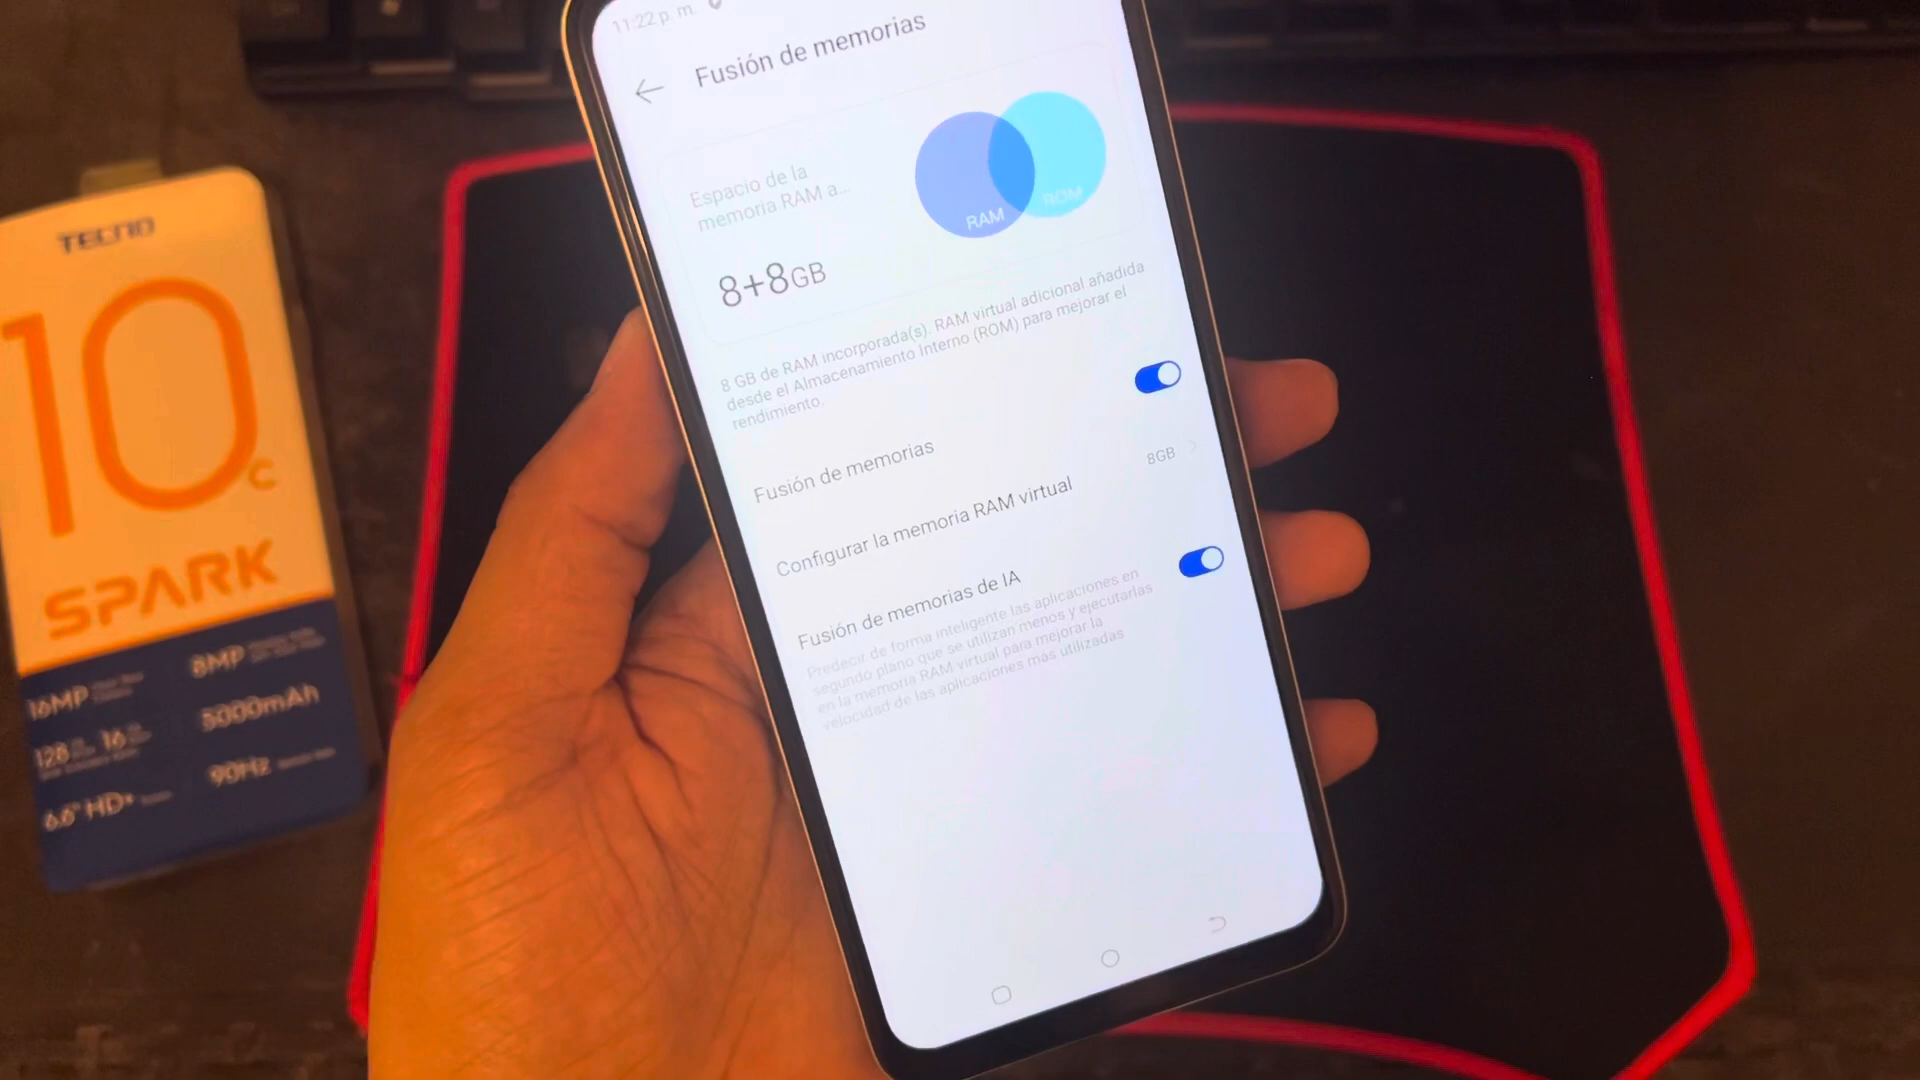 11:22 p. m.
Fusión de memorias
Espacio de la
memoria RAM a...
RAM
ROM
8+8GB
8 GB de RAM incorporada(s). RAM virtual adicional añadida
desde el Almacenamiento Interno (ROM) para mejorar el
rendimiento.
Fusión de memorias
Configurar la memoria RAM virtual
8GB
Fusión de memorias de IA
Predecir de forma inteligente las aplicaciones en
segundo plano que se utilizan menos y ejecutarlas
en la memoria RAM virtual para mejorar la
velocidad de las aplicaciones más utilizadas
TECNO
10C
SPARK
16MP
8MP
128
16
5000mAh
6.6" HD+
90Hz